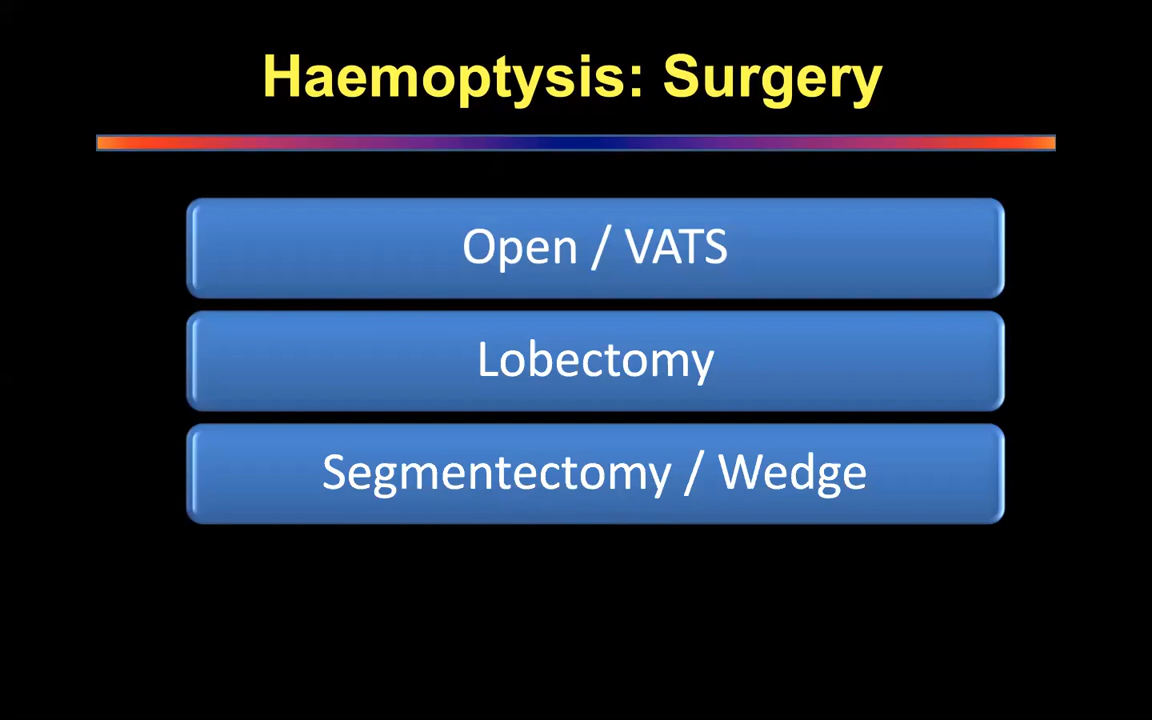 Haemoptysis: Surgery
Open / VATS
Lobectomy
Segmentectomy / Wedge